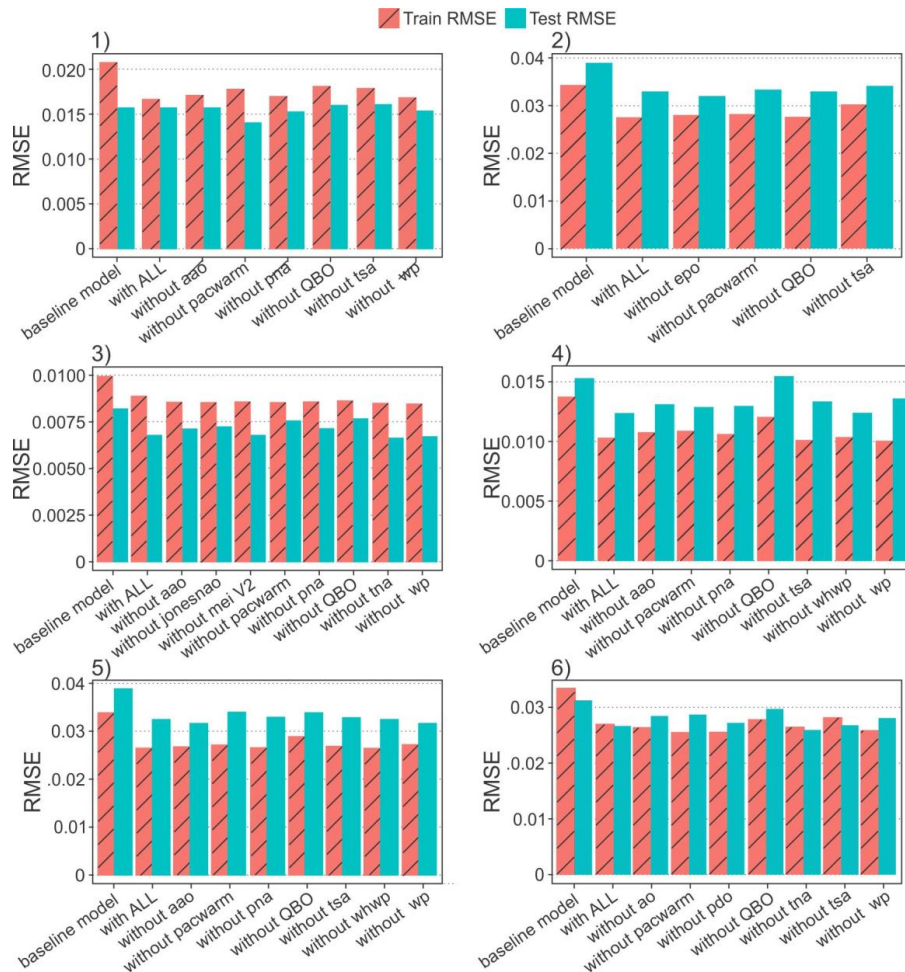 Train RMSE Test RMSE
1)
RMSE
0.020
0.015
0.010
0.005
0
baseline model
with ALL
without aao
without pacwarm
without pna
without QBO
without tsa
without wp
2)
RMSE
0.04
0.03
0.02
0.01
0
baseline model
with ALL
without epo
without pacwarm
without QBO
without tsa
3)
RMSE
0.0100
0.0075
0.0050
0.0025
0
baseline model
with ALL
without aao
without jonesnao
without mei V2
without pacwarm
without pna
without QBO
without tna
without wp
4)
RMSE
0.015
0.010
0.005
0
baseline model
with ALL
without aao
without pacwarm
without pna
without QBO
without tsa
without whwp
without wp
5)
RMSE
0.04
0.03
.002
0.01
0
baseline model
with ALL
without aao
without pacwarm
without pna
without QBO
without tsa
without whwp
without wp
6)
RMSE
0.03
.002
0.01
0
baseline model
with ALL
without ao
without pacwarm
without pdo
without QBO
without tna
without tsa
without wp